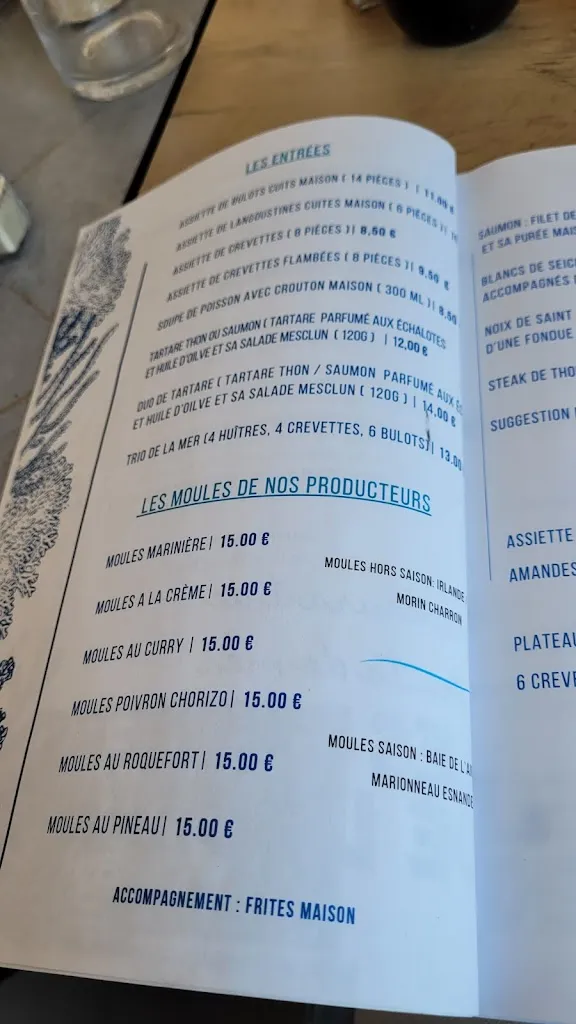 LES ENTRÉES
ASSIETTE DE BULOTS CUITS MAISON ( 14 PIÈCES ) | 11,00 €
ASSIETTE DE LANGOUSTINES CUITES MAISON ( 6 PIÈCES ) |
ASSIETTE DE CREVETTES ( 8 PIÈCES ) | 8,50 €
ASSIETTE DE CREVETTES FLAMBÉES ( 8 PIÈCES ) | 9,50 €
SOUPE DE POISSON AVEC CROUTON MAISON ( 300 ML ) | 8,50
TARTARE THON OU SAUMON ( TARTARE PARFUMÉ AUX ÉCHALOTES
ET HUILE D'OILVE ET SA SALADE MESCLUN ( 120G ) | 12,00 €
DUO DE TARTARE ( TARTARE THON / SAUMON PARFUMÉ AUX
ET HUILE D'OILVE ET SA SALADE MESCLUN ( 120G ) | 14,00 €
TRIO DE LA MER (4 HUÎTRES, 4 CREVETTES, 6 BULOTS) | 13.00
LES MOULES DE NOS PRODUCTEURS
MOULES MARINIÈRE | 15.00 €
MOULES A LA CRÈME | 15.00 €
MOULES AU CURRY | 15.00 €
MOULES POIVRON CHORIZO | 15.00 €
MOULES AU ROQUEFORT | 15.00 €
MOULES AU PINEAU | 15.00 €
MOULES HORS SAISON: IRLANDE
MORIN CHARRON
MOULES SAISON : BAIE DE L'A
MARIONNEAU ESNANDE
ACCOMPAGNEMENT : FRITES MAISON
SAUMON : FILET DE
ET SA PURÉE MAIS
BLANCS DE SEIC
ACCOMPAGNÉS
NOIX DE SAINT
D'UNE FONDUE
STEAK DE THO
SUGGESTION
ASSIETTE
AMANDES
PLATEAU
6 CREVE